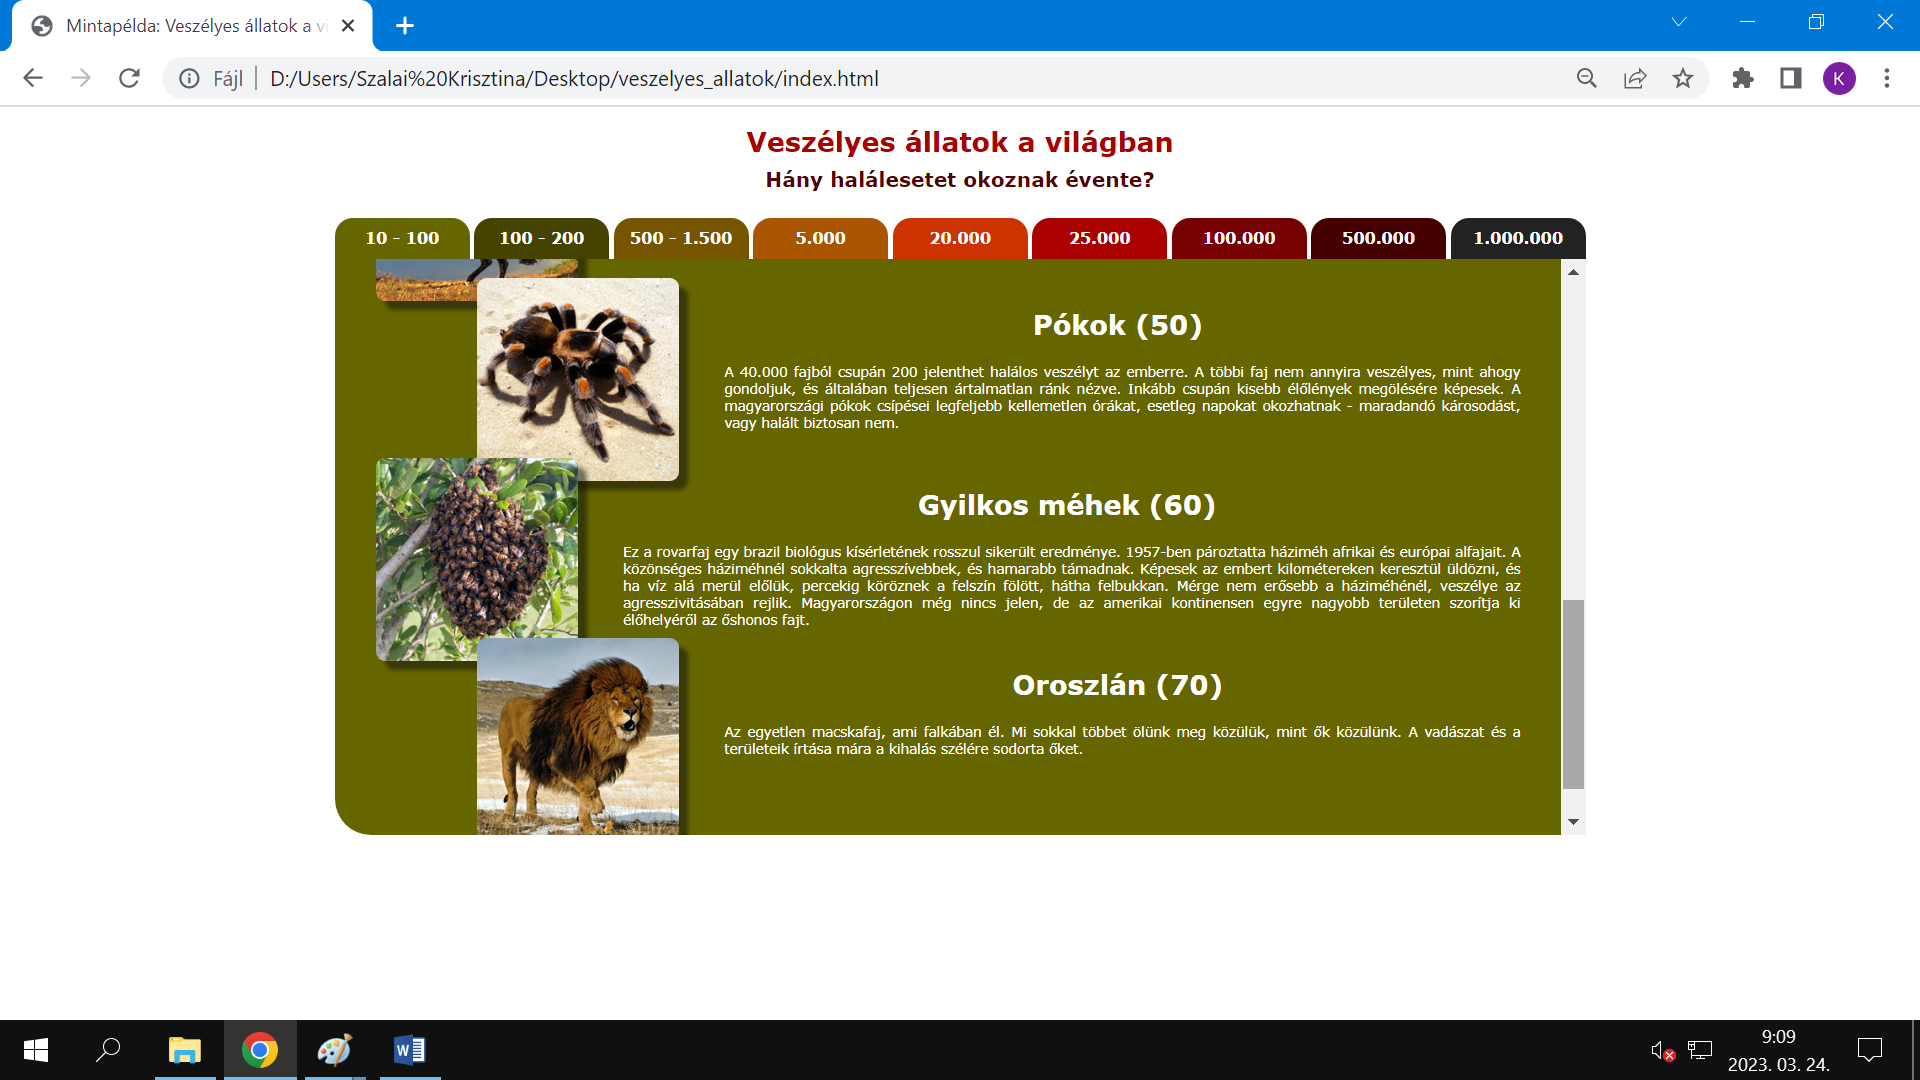 Mintapélda: Veszélyes állatok a vi
Fájl
D:/Users/Szalai%20Krisztina/Desktop/veszelyes_allatok/index.html
K
Veszélyes állatok a világban
Hány halálesetet okoznak évente?
10 - 100
100 - 200
500 - 1.500
5.000
20.000
25.000
100.000
500.000
1.000.000
Pókok (50)
A 40.000 fajból csupán 200 jelenthet halálos veszélyt az emberre. A többi faj nem annyira veszélyes, mint ahogy
gondoljuk, és általában teljesen ártalmatlan ránk nézve. Inkább csupán kisebb élőlények megölésére képesek. A
magyarországi pókok csípései legfeljebb kellemetlen órákat, esetleg napokat okozhatnak - maradandó károsodást,
vagy halált biztosan nem.
Gyilkos méhek (60)
Ez a rovarfaj egy brazil biológus kísérletének rosszul sikerült eredménye. 1957-ben pároztatta háziméh afrikai és európai alfajait. A
közönséges háziméhnél sokkalta agresszívebbek, és hamarabb támadnak. Képesek az embert kilométereken keresztül üldözni, és
ha víz alá merül előlük, percekig köröznek a felszín fölött, hátha felbukkan. Mérge nem erősebb a háziméhénél, veszélye az
agresszivitásában rejlik. Magyarországon még nincs jelen, de az amerikai kontinensen egyre nagyobb területen szorítja ki
élőhelyéről az őshonos fajt.
Oroszlán (70)
Az egyetlen macskafaj, ami falkában él. Mi sokkal többet ölünk meg közülük, mint ők közülünk. A vadászat és a
területeik írtása mára a kihalás szélére sodorta őket.
W
9:09
2023. 03. 24.